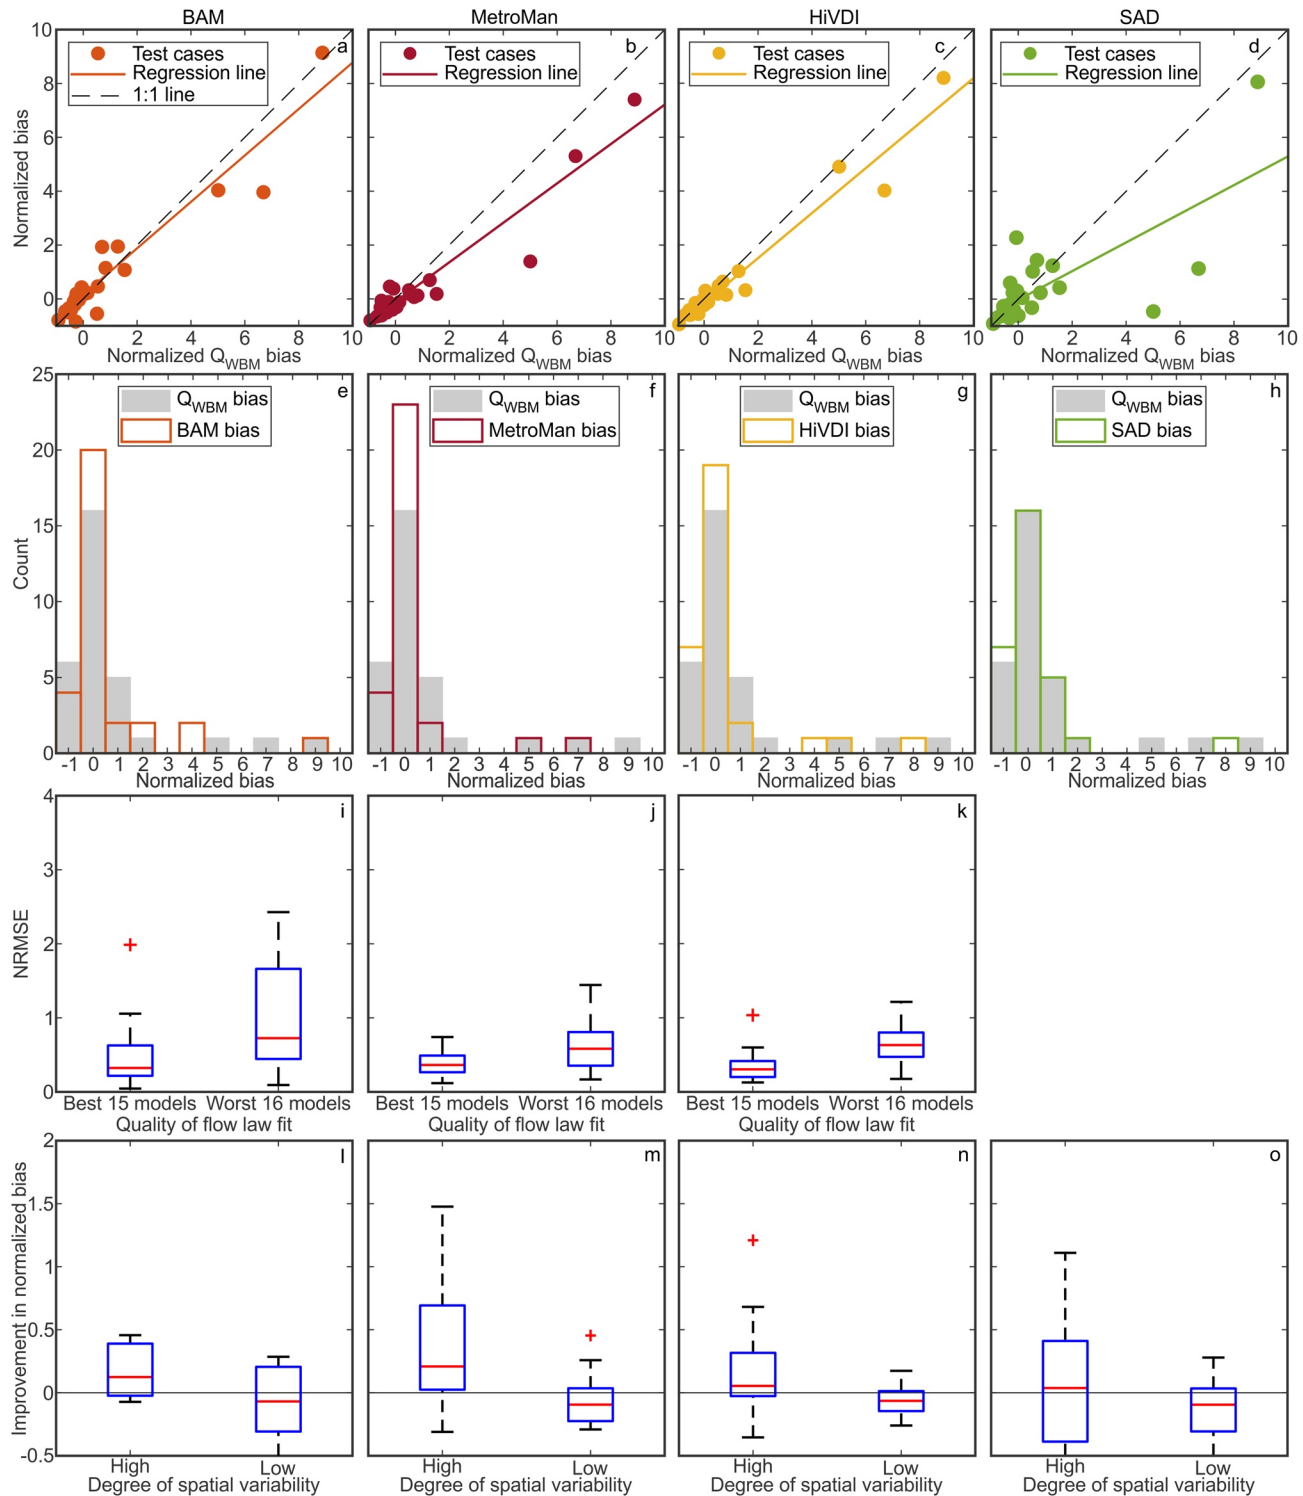 BAM
MetroMan
HiVDI
SAD
Normalized bias
10
8
6
4
2
0
a
Test cases
Regression line
1:1 line
b
Test cases
Regression line
c
Test cases
Regression line
d
Test cases
Regression line
0 2 4 6 8 10
0 2 4 6 8 10
0 2 4 6 8 10
0 2 4 6 8 10
Normalized QWBM bias
Normalized QWBM bias
Normalized QWBM bias
Normalized QWBM bias
Count
25
20
15
10
5
0
e
QWBM bias
BAM bias
f
QWBM bias
MetroMan bias
g
QWBM bias
HiVDI bias
h
QWBM bias
SAD bias
-1 0 1 2 3 4 5 6 7 8 9 10
-1 0 1 2 3 4 5 6 7 8 9 10
-1 0 1 2 3 4 5 6 7 8 9 10
-1 0 1 2 3 4 5 6 7 8 9 10
Normalized bias
Normalized bias
Normalized bias
Normalized bias
NRMSE
4
3
2
1
0
i
j
k
Best 15 models Worst 16 models
Best 15 models Worst 16 models
Best 15 models Worst 16 models
Quality of flow law fit
Quality of flow law fit
Quality of flow law fit
Improvement in normalized bias
2
1.5
1
0.5
0
-0.5
l
m
n
o
High Low
High Low
High Low
High Low
Degree of spatial variability
Degree of spatial variability
Degree of spatial variability
Degree of spatial variability